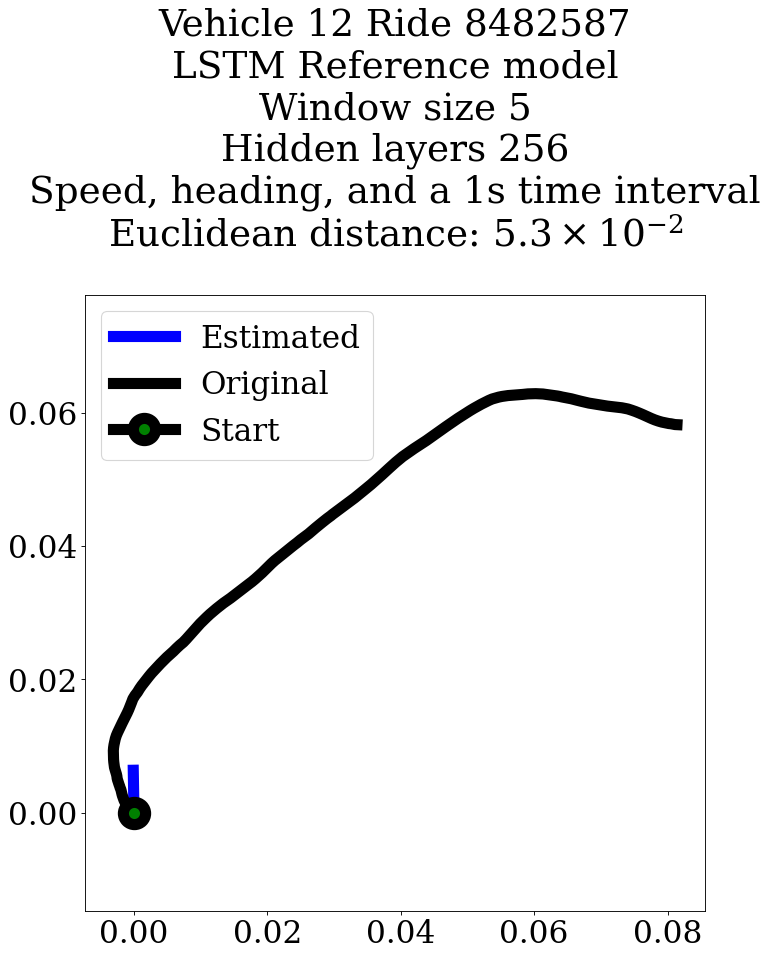 Vehicle 12 Ride 8482587
LSTM Reference model
Window size 5
Hidden layers 256
Speed, heading, and a 1s time interval
Euclidean distance: 5.3 × 10⁻²
Estimated
Original
Start
0.06
0.04
0.02
0.00
0.00 0.02 0.04 0.06 0.08